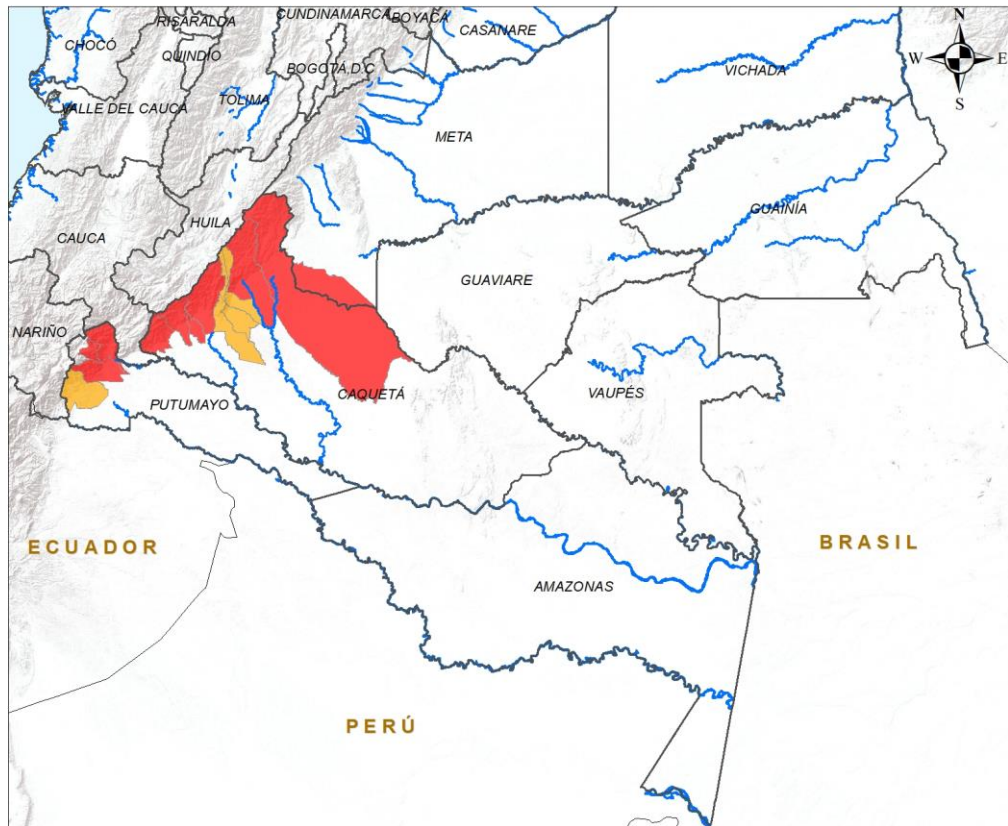 CUNDINAMARCA
BOYACÁ
RISARALDA
CASANARE
N
CHOCÓ
QUINDIO
W
E
BOGOTÁ D.C
VICHADA
TOLIMA
S
VALLE DEL CAUCA
META
GUAINÍA
HUILA
CAUCA
GUAVIARE
NARIÑO
CAQUETÁ
VAUPÉS
PUTUMAYO
ECUADOR
BRASIL
AMAZONAS
PERÚ